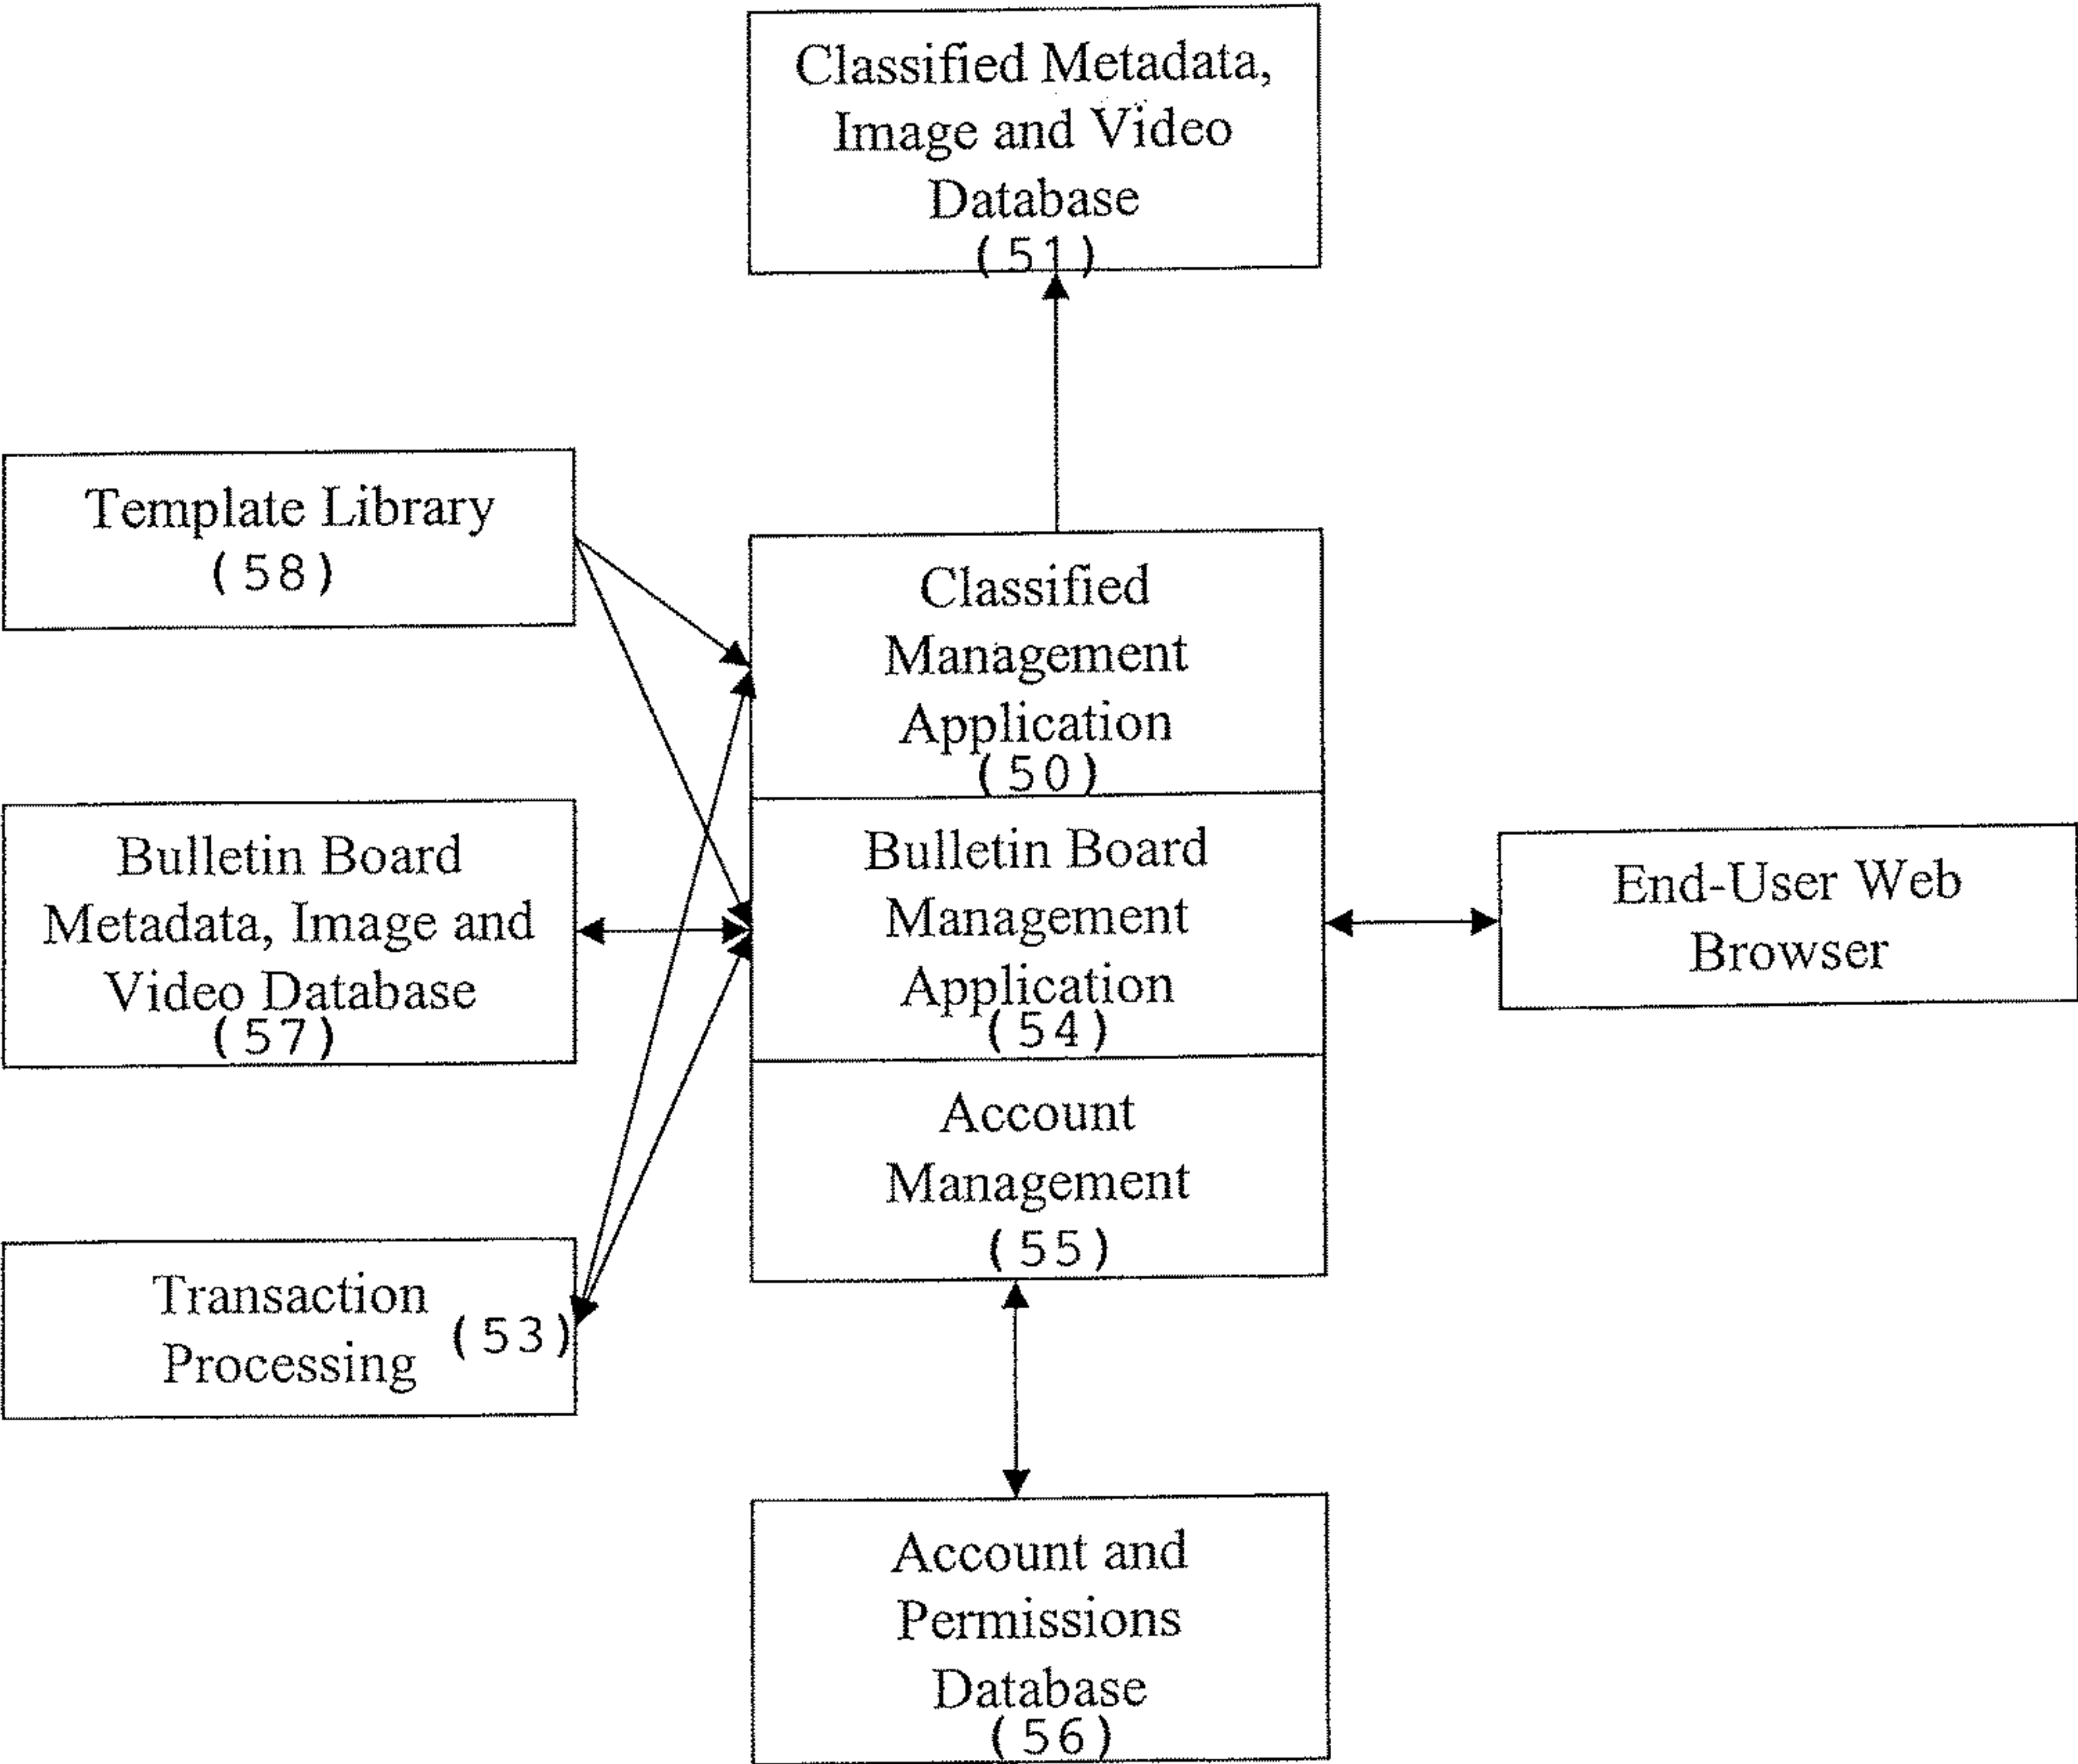 Classified Metadata,
Image and Video
Database
(51)
Template Library
(58)
Classified
Management
Application
(50)
Bulletin Board
Metadata, Image and
Video Database
(57)
Bulletin Board
Management
Application
(54)
End-User Web
Browser
Account
Management
(55)
Transaction
Processing
(53)
Account and
Permissions
Database
(56)